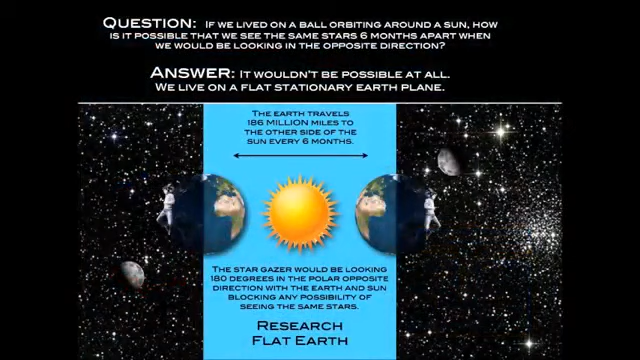 QUESTION: IF WE LIVED ON A BALL ORBITING AROUND A SUN, HOW
IS IT POSSIBLE THAT WE SEE THE SAME STARS 6 MONTHS APART WHEN
WE WOULD BE LOOKING IN THE OPPOSITE DIRECTION?
ANSWER: IT WOULDN'T BE POSSIBLE AT ALL.
WE LIVE ON A FLAT STATIONARY EARTH PLANE.
THE EARTH TRAVELS
186 MILLION MILES TO
THE OTHER SIDE OF THE
SUN EVERY 6 MONTHS.
THE STAR GAZER WOULD BE LOOKING
180 DEGREES IN THE POLAR OPPOSITE
DIRECTION WITH THE EARTH AND SUN
BLOCKING ANY POSSIBILITY OF
SEEING THE SAME STARS.
RESEARCH
FLAT EARTH